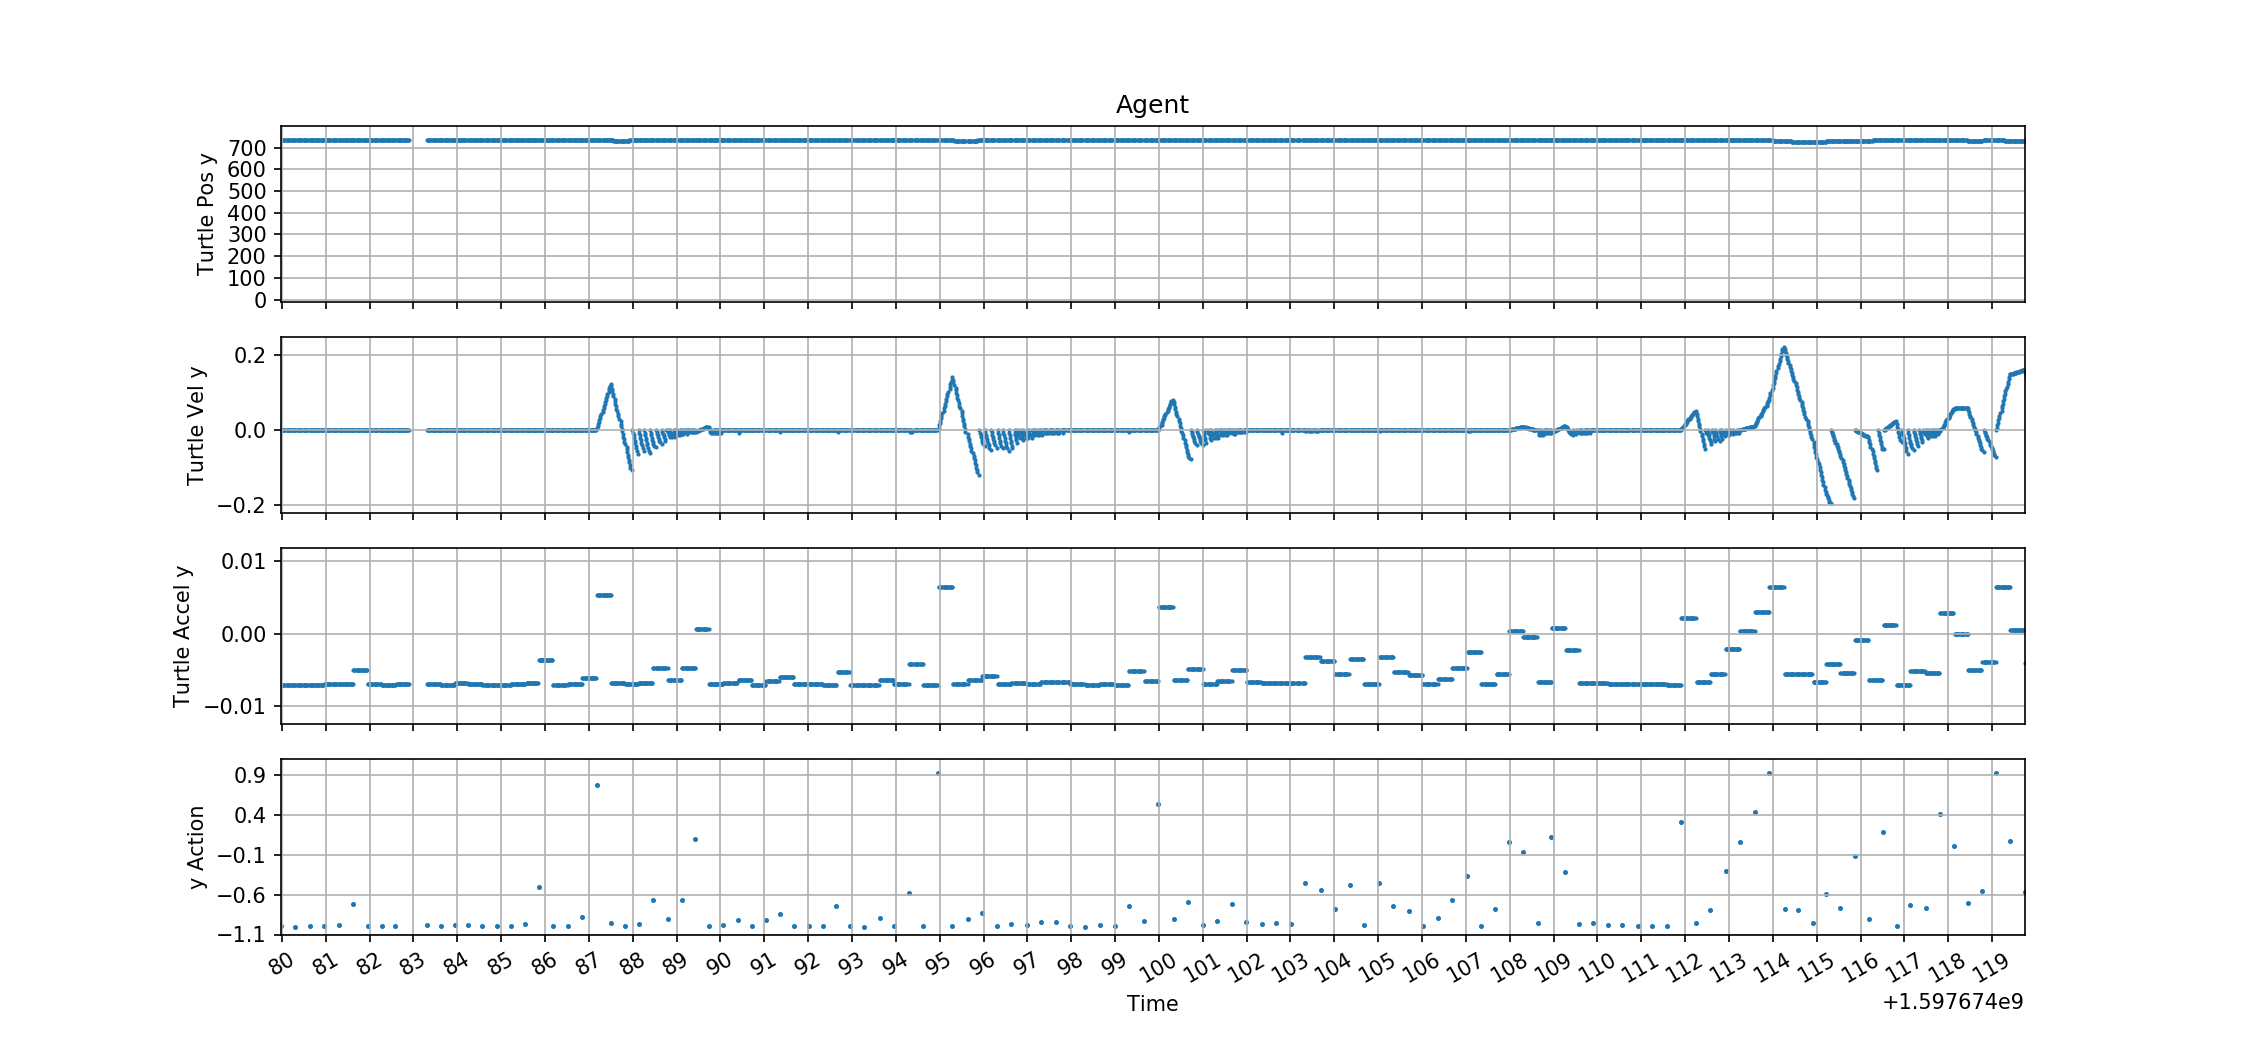 Agent
Turtle Pos y
700
600
500
400
300
200
100
0
Turtle Vel y
0.2
0.0
−0.2
Turtle Accel y
0.01
0.00
−0.01
y Action
0.9
0.4
−0.1
−0.6
−1.1
80 81 82 83 84 85 86 87 88 89 90 91 92 93 94 95 96 97 98 99 100 101 102 103 104 105 106 107 108 109 110 111 112 113 114 115 116 117 118 119
Time
+1.597674e9